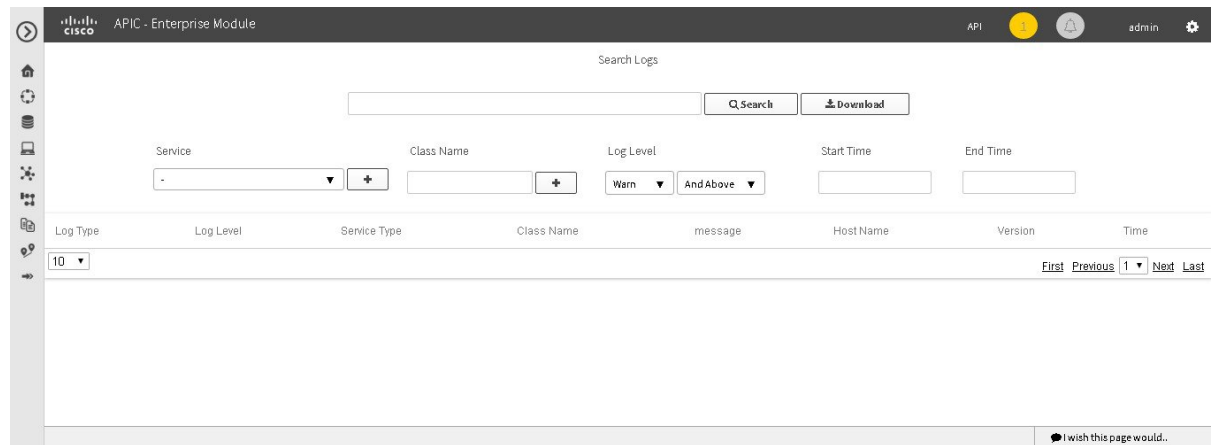 CISCO APIC - Enterprise Module API 1 admin
Search Logs
Search Download
Service Class Name Log Level Start Time End Time
- + + Warn And Above
Log Type Log Level Service Type Class Name message Host Name Version Time
10 First Previous 1 Next Last
I wish this page would..